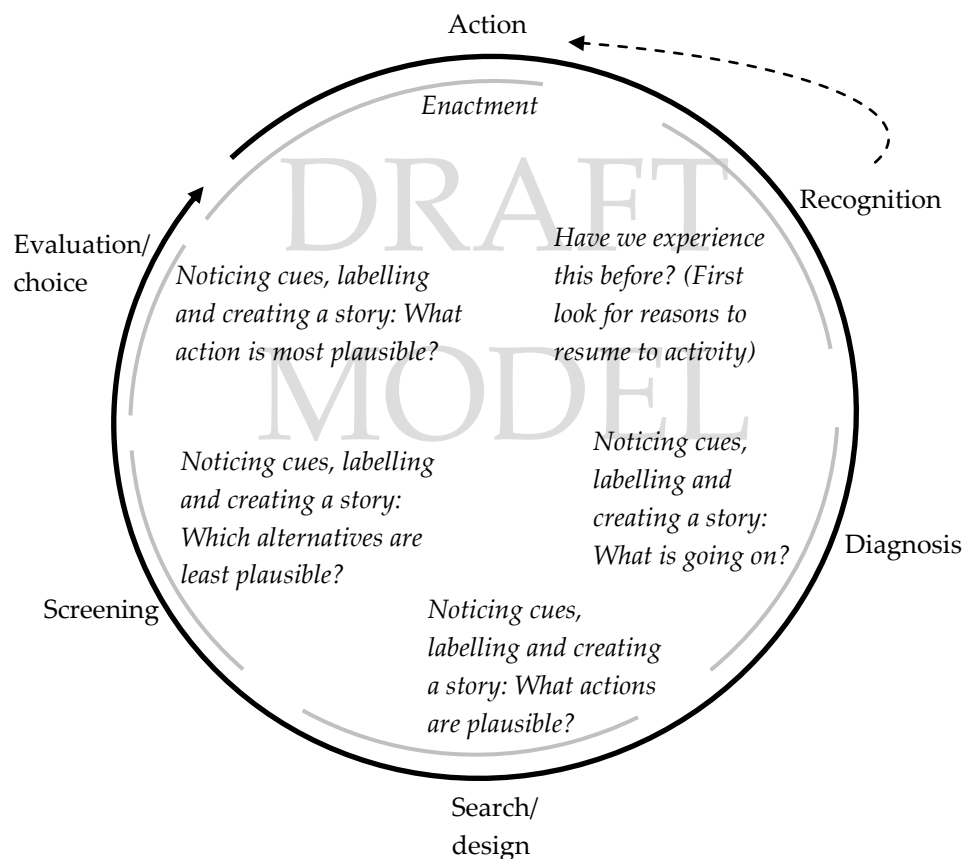 Action
Enactment
DRAFT
MODEL
Recognition
Have we experience
this before? (First
look for reasons to
resume to activity)
Diagnosis
Noticing cues,
labelling and
creating a story:
What is going on?
Search/
design
Noticing cues,
labelling and creating
a story: What actions
are plausible?
Screening
Noticing cues, labelling
and creating a story:
Which alternatives are
least plausible?
Evaluation/
choice
Noticing cues, labelling
and creating a story: What
action is most plausible?